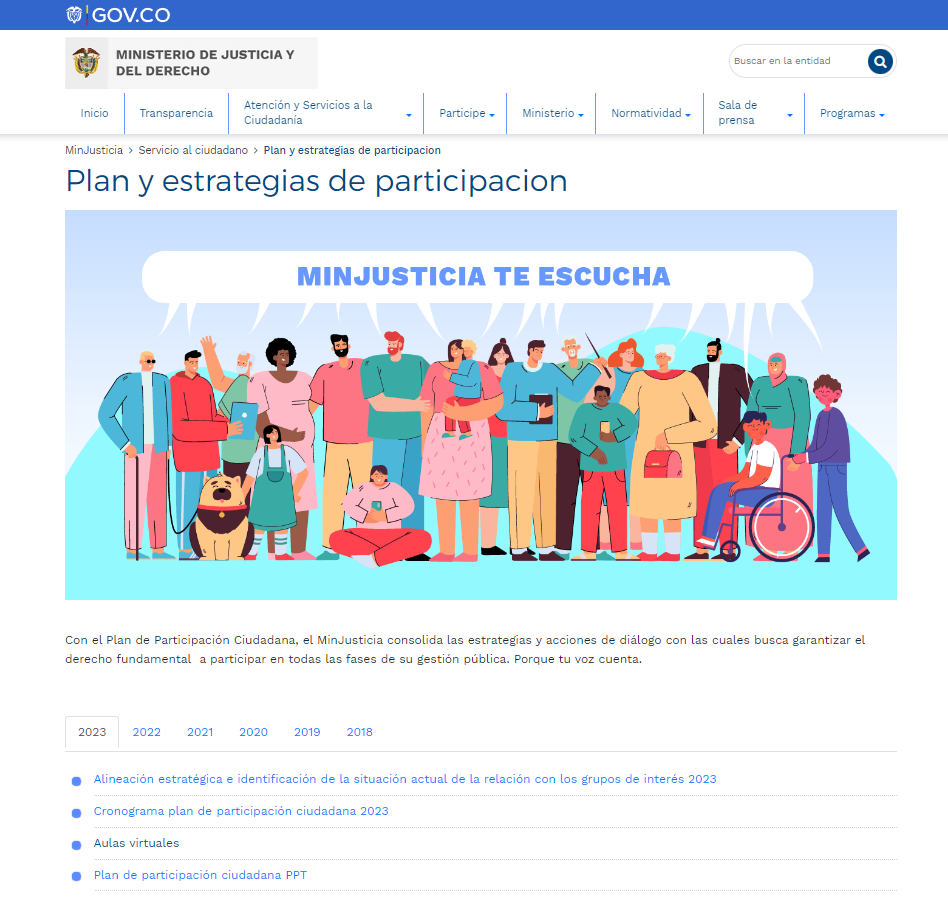 GOV.CO
MINISTERIO DE JUSTICIA Y
DEL DERECHO
Buscar en la entidad
Inicio
Transparencia
Atención y Servicios a la
Ciudadanía
Participe
Ministerio
Normatividad
Sala de
prensa
Programas
MinJusticia > Servicio al ciudadano > Plan y estrategias de participacion
Plan y estrategias de participacion
MINJUSTICIA TE ESCUCHA
Con el Plan de Participación Ciudadana, el MinJusticia consolida las estrategias y acciones de diálogo con las cuales busca garantizar el
derecho fundamental a participar en todas las fases de su gestión pública. Porque tu voz cuenta.
2023 2022 2021 2020 2019 2018
Alineación estratégica e identificación de la situación actual de la relación con los grupos de interés 2023
Cronograma plan de participación ciudadana 2023
Aulas virtuales
Plan de participación ciudadana PPT